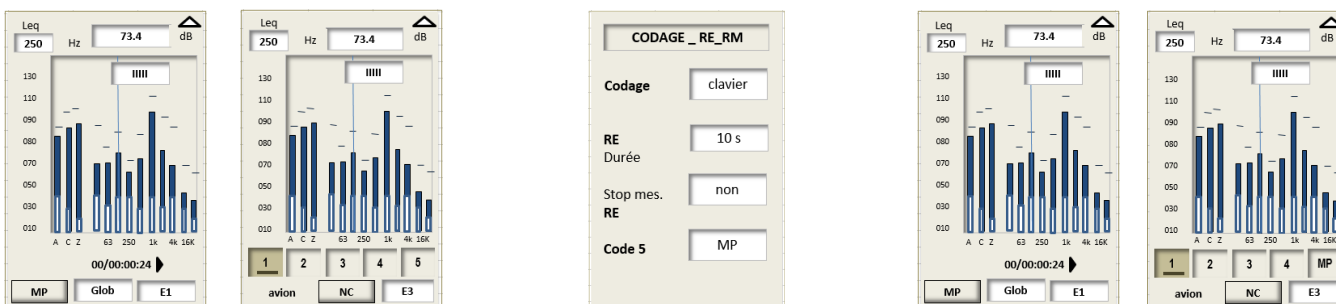 Leq
250 Hz 73.4 dB
IIIII
130
110
090
080
070
050
030
010
A C Z 63 250 1k 4k 16K
00/00:00:24
MP Glob E1
Leq
250 Hz 73.4 dB
IIIII
130
110
090
080
070
050
030
010
A C Z 63 250 1k 4k 16K
1 2 3 4 5
avion NC E3
CODAGE _ RE_RM
Codage clavier
RE 10 s
Durée
Stop mes. non
RE
Code 5 MP
Leq
250 Hz 73.4 dB
IIIII
130
110
090
080
070
050
030
010
A C Z 63 250 1k 4k 16K
00/00:00:24
MP Glob E1
Leq
250 Hz 73.4 dB
IIIII
130
110
090
080
070
050
030
010
A C Z 63 250 1k 4k 16K
1 2 3 4 MP
avion NC E3